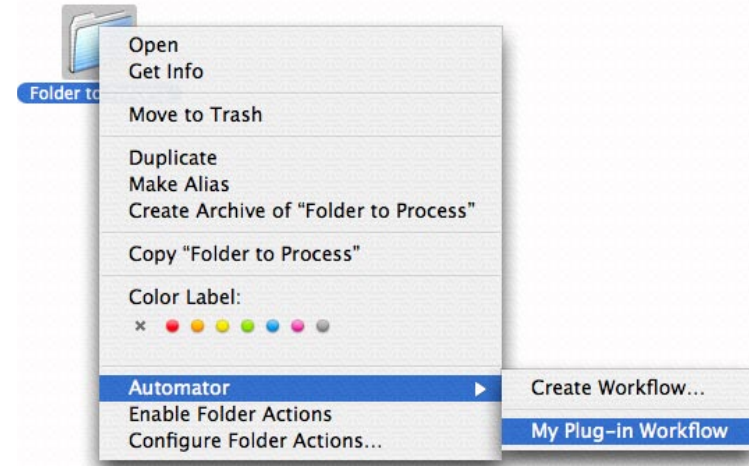 Folder to
Open
Get Info
Move to Trash
Duplicate
Make Alias
Create Archive of “Folder to Process”
Copy “Folder to Process”
Color Label:
Automator
Create Workflow...
Enable Folder Actions
My Plug-in Workflow
Configure Folder Actions...